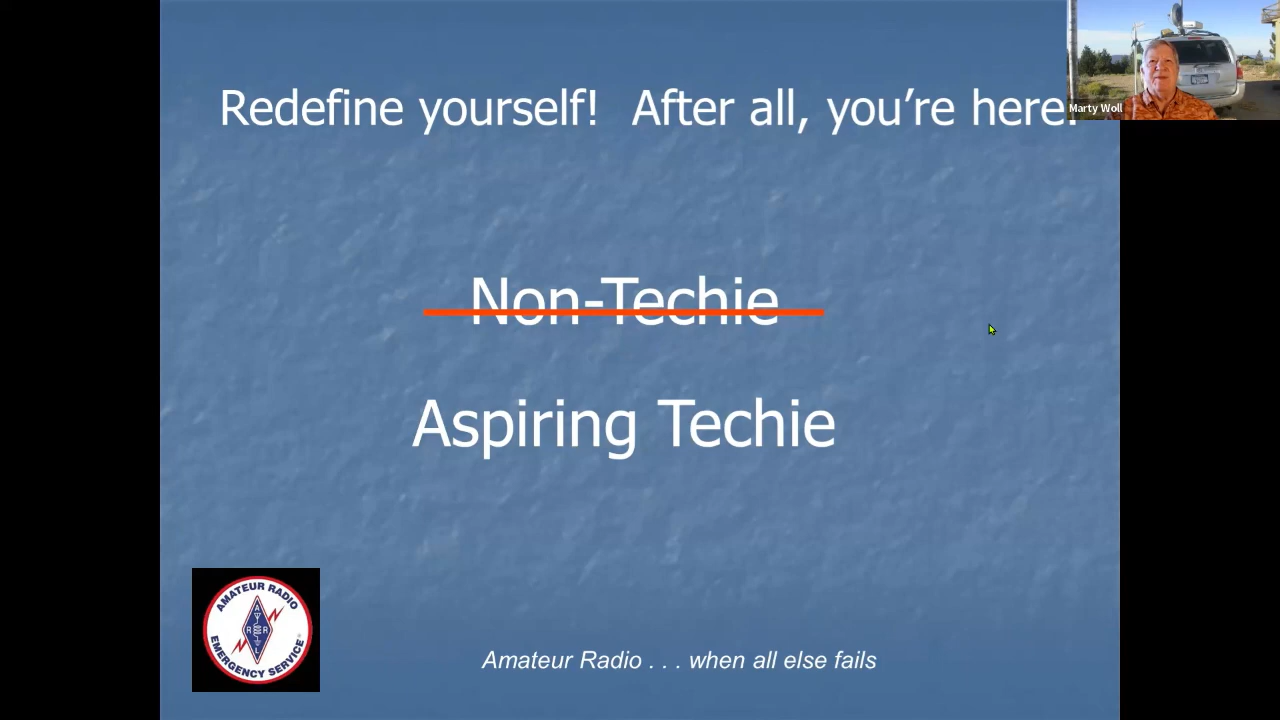 Redefine yourself!  After all, you're here.
Marty Woll
Non-Techie
Aspiring Techie
AMATEUR RADIO
A
R R
L
EMERGENCY SERVICE
Amateur Radio . . . when all else fails